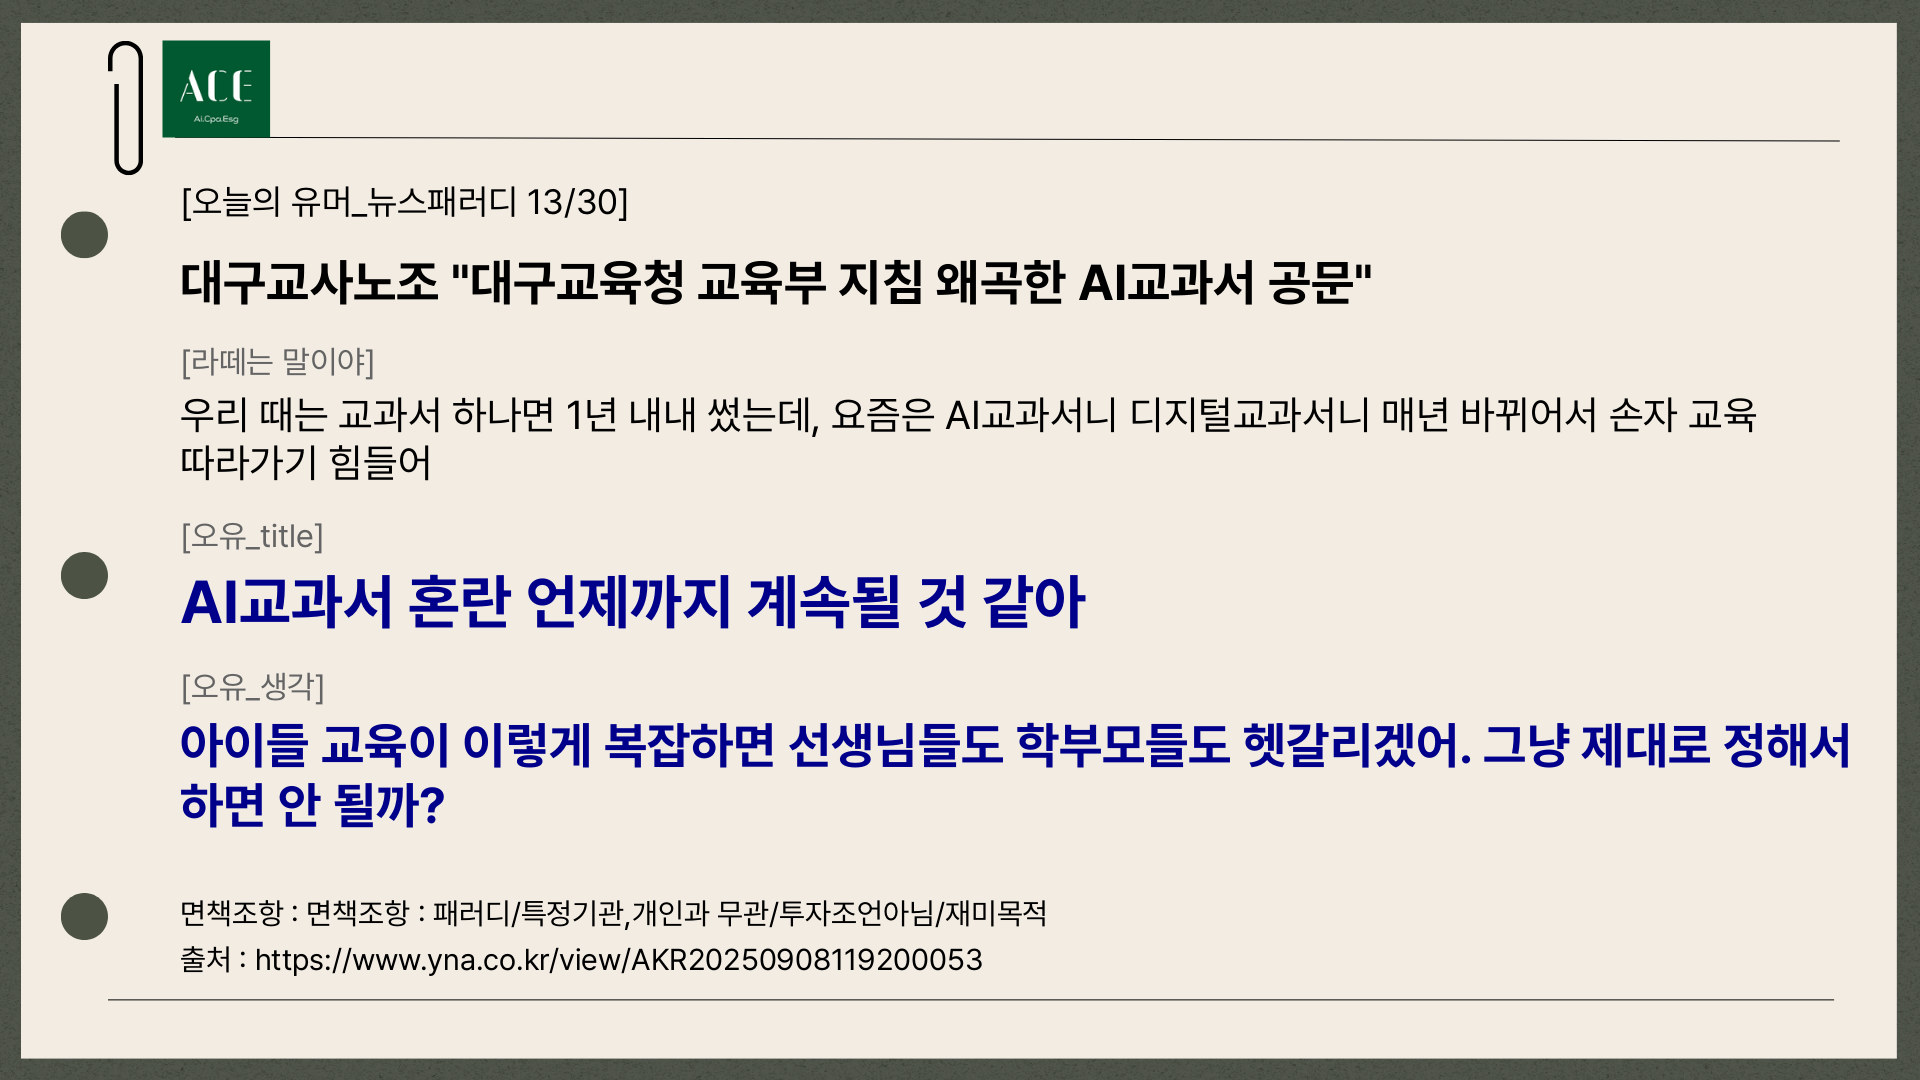 ACE
Ai.Cpa.Esg
[오늘의 유머_뉴스패러디 13/30]
대구교사노조 "대구교육청 교육부 지침 왜곡한 AI교과서 공문"
[라떼는 말이야]
우리 때는 교과서 하나면 1년 내내 썼는데, 요즘은 AI교과서니 디지털교과서니 매년 바뀌어서 손자 교육
따라가기 힘들어
[오유_title]
AI교과서 혼란 언제까지 계속될 것 같아
[오유_생각]
아이들 교육이 이렇게 복잡하면 선생님들도 학부모들도 헷갈리겠어. 그냥 제대로 정해서
하면 안 될까?
면책조항 : 면책조항 : 패러디/특정기관,개인과 무관/투자조언아님/재미목적
출처 : https://www.yna.co.kr/view/AKR20250908119200053